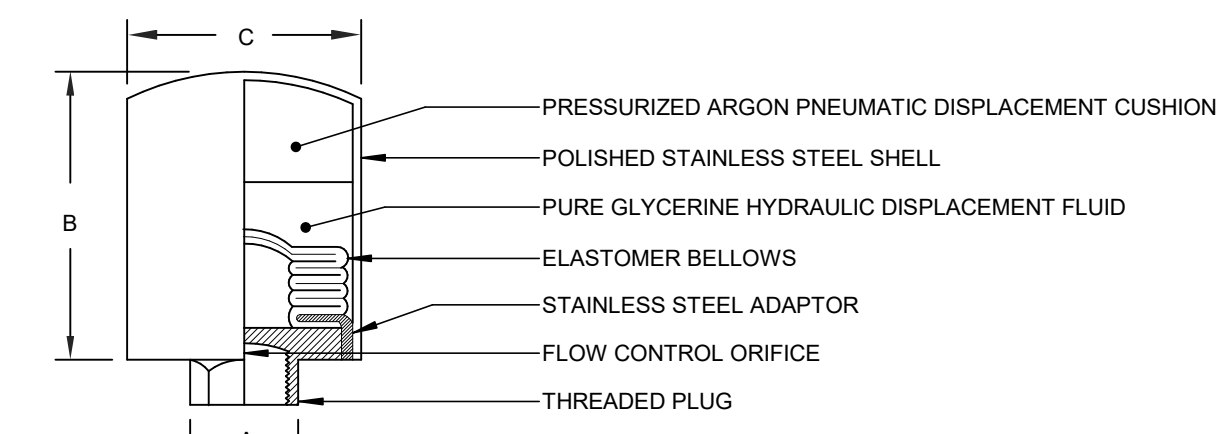 C
PRESSURIZED ARGON PNEUMATIC DISPLACEMENT CUSHION
POLISHED STAINLESS STEEL SHELL
PURE GLYCERINE HYDRAULIC DISPLACEMENT FLUID
B
ELASTOMER BELLOWS
STAINLESS STEEL ADAPTOR
FLOW CONTROL ORIFICE
THREADED PLUG